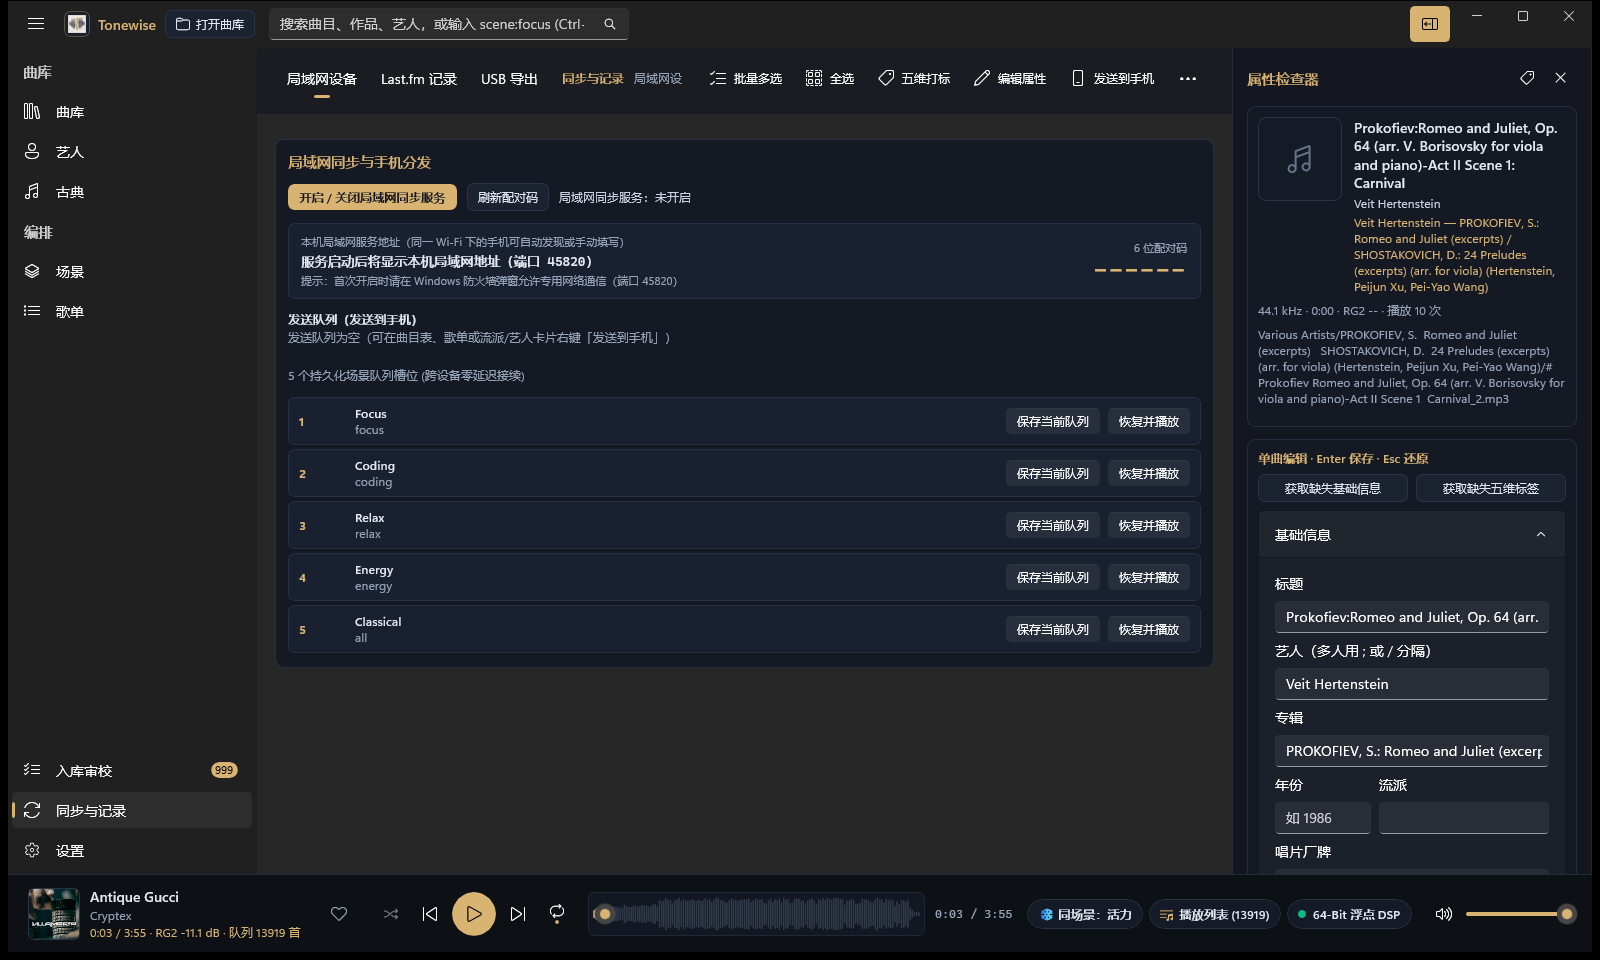 Tonewise
打开曲库
搜索曲目、作品、艺人，或输入 scene:focus (Ctrl·
曲库
曲库
艺人
古典
编排
场景
歌单
入库审校
999
同步与记录
设置
局域网设备
Last.fm 记录
USB 导出
同步与记录
局域网设
批量多选
全选
五维打标
编辑属性
发送到手机
局域网同步与手机分发
开启 / 关闭局域网同步服务
刷新配对码
局域网同步服务：未开启
本机局域网服务地址（同一 Wi-Fi 下的手机可自动发现或手动填写）
服务启动后将显示本机局域网地址（端口 45820）
提示：首次开启时请在 Windows 防火墙弹窗允许专用网络通信（端口 45820）
6 位配对码
– – – – – –
发送队列（发送到手机）
发送队列为空（可在曲目表、歌单或流派/艺人卡片右键「发送到手机」）
5 个持久化场景队列槽位 (跨设备零延迟接续)
1
Focus
focus
保存当前队列
恢复并播放
2
Coding
coding
保存当前队列
恢复并播放
3
Relax
relax
保存当前队列
恢复并播放
4
Energy
energy
保存当前队列
恢复并播放
5
Classical
all
保存当前队列
恢复并播放
属性检查器
Prokofiev:Romeo and Juliet, Op.
64 (arr. V. Borisovsky for viola
and piano)-Act II Scene 1:
Carnival
Veit Hertenstein
Veit Hertenstein — PROKOFIEV, S.:
Romeo and Juliet (excerpts) /
SHOSTAKOVICH, D.: 24 Preludes
(excerpts) (arr. for viola) (Hertenstein,
Peijun Xu, Pei-Yao Wang)
44.1 kHz · 0:00 · RG2 -- · 播放 10 次
Various Artists/PROKOFIEV, S.  Romeo and Juliet
(excerpts)   SHOSTAKOVICH, D.  24 Preludes (excerpts)
(arr. for viola) (Hertenstein, Peijun Xu, Pei-Yao Wang)/#
Prokofiev Romeo and Juliet, Op. 64 (arr. V. Borisovsky for
viola and piano)-Act II Scene 1  Carnival_2.mp3
单曲编辑 · Enter 保存 · Esc 还原
获取缺失基础信息
获取缺失五维标签
基础信息
标题
Prokofiev:Romeo and Juliet, Op. 64 (arr.
艺人（多人用 ; 或 / 分隔）
Veit Hertenstein
专辑
PROKOFIEV, S.: Romeo and Juliet (excerp
年份
流派
如 1986
唱片厂牌
Antique Gucci
Cryptex
0:03 / 3:55 · RG2 -11.1 dB · 队列 13919 首
0:03 / 3:55
同场景：活力
播放列表 (13919)
64-Bit 浮点 DSP